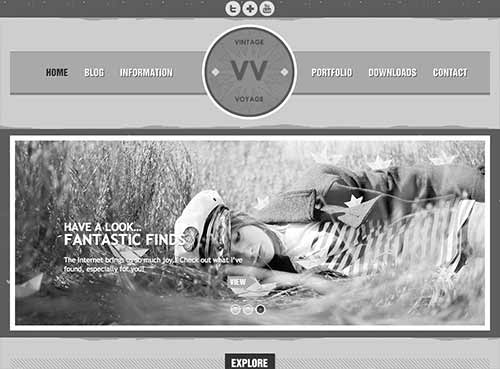 VINTAGE
VV
VOYAGE
HOME BLOG INFORMATION PORTFOLIO DOWNLOADS CONTACT
HAVE A LOOK...
FANTASTIC FINDS
The Internet brings us so much joy. Check out what I've
found, especially for you!
VIEW
EXPLORE